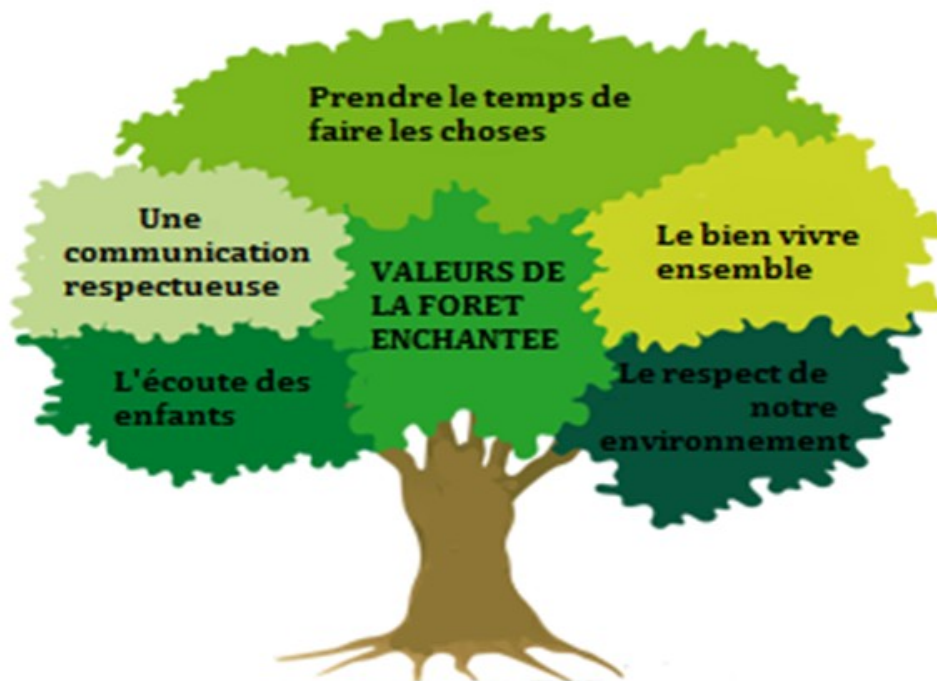 Prendre le temps de
faire les choses
Une
communication
respectueuse
VALEURS DE
LA FORET
ENCHANTEE
Le bien vivre
ensemble
L'écoute des
enfants
Le respect de
notre
environnement